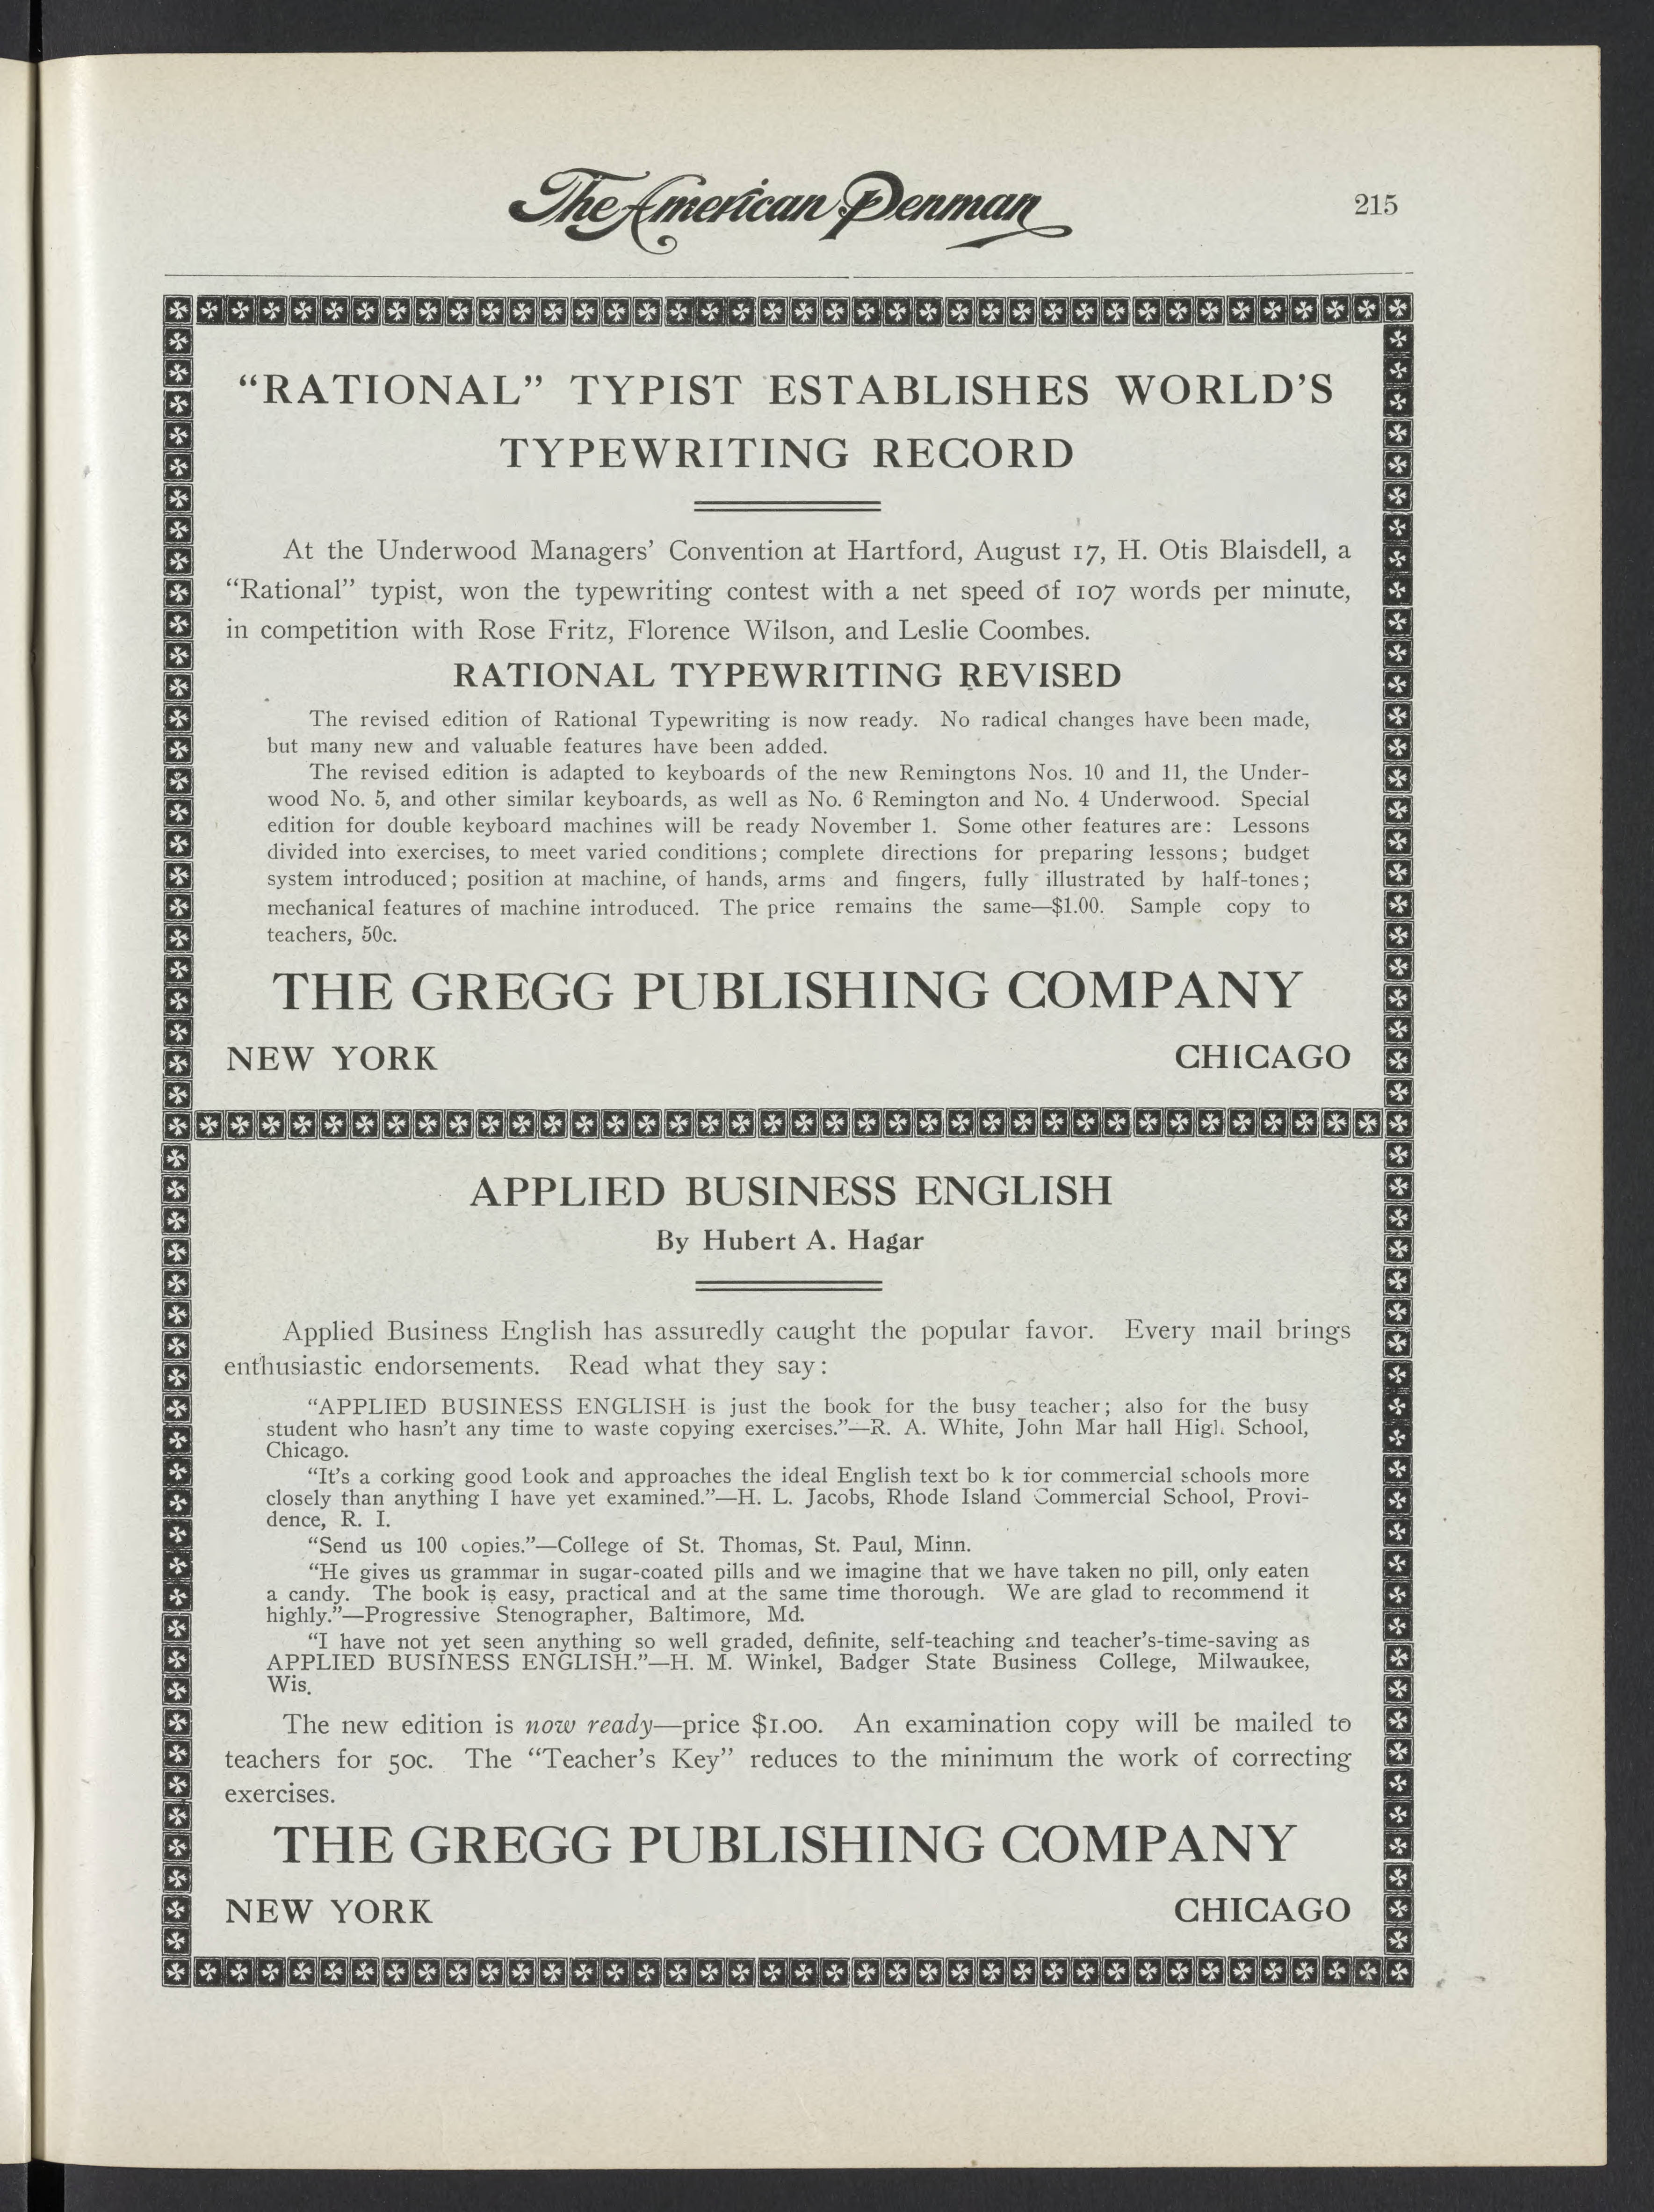 The American Penman
215
“RATIONAL” TYPIST ESTABLISHES WORLD’S
TYPEWRITING RECORD
At the Underwood Managers’ Convention at Hartford, August 17, H. Otis Blaisdell, a
“Rational” typist, won the typewriting contest with a net speed of 107 words per minute,
in competition with Rose Fritz, Florence Wilson, and Leslie Coombes.
RATIONAL TYPEWRITING REVISED
The revised edition of Rational Typewriting is now ready. No radical changes have been made,
but many new and valuable features have been added.
The revised edition is adapted to keyboards of the new Remingtons Nos. 10 and 11, the Under-
wood No. 5, and other similar keyboards, as well as No. 6 Remington and No. 4 Underwood. Special
edition for double keyboard machines will be ready November 1. Some other features are: Lessons
divided into exercises, to meet varied conditions; complete directions for preparing lessons; budget
system introduced; position at machine, of hands, arms and fingers, fully illustrated by half-tones;
mechanical features of machine introduced. The price remains the same—$1.00. Sample copy to
teachers, 50c.
THE GREGG PUBLISHING COMPANY
NEW YORK CHICAGO
APPLIED BUSINESS ENGLISH
By Hubert A. Hagar
Applied Business English has assuredly caught the popular favor. Every mail brings
enthusiastic endorsements. Read what they say:
“APPLIED BUSINESS ENGLISH is just the book for the busy teacher; also for the busy
student who hasn’t any time to waste copying exercises.”—R. A. White, John Mar hall High School,
Chicago.
“It’s a corking good book and approaches the ideal English text bo k for commercial schools more
closely than anything I have yet examined.”—H. L. Jacobs, Rhode Island Commercial School, Provi-
dence, R. I.
“Send us 100 copies.”—College of St. Thomas, St. Paul, Minn.
“He gives us grammar in sugar-coated pills and we imagine that we have taken no pill, only eaten
a candy. The book is easy, practical and at the same time thorough. We are glad to recommend it
highly.”—Progressive Stenographer, Baltimore, Md.
“I have not yet seen anything so well graded, definite, self-teaching and teacher’s-time-saving as
APPLIED BUSINESS ENGLISH.”—H. M. Winkel, Badger State Business College, Milwaukee,
Wis.
The new edition is now ready—price $1.00. An examination copy will be mailed to
teachers for 50c. The “Teacher’s Key” reduces to the minimum the work of correcting
exercises.
THE GREGG PUBLISHING COMPANY
NEW YORK CHICAGO